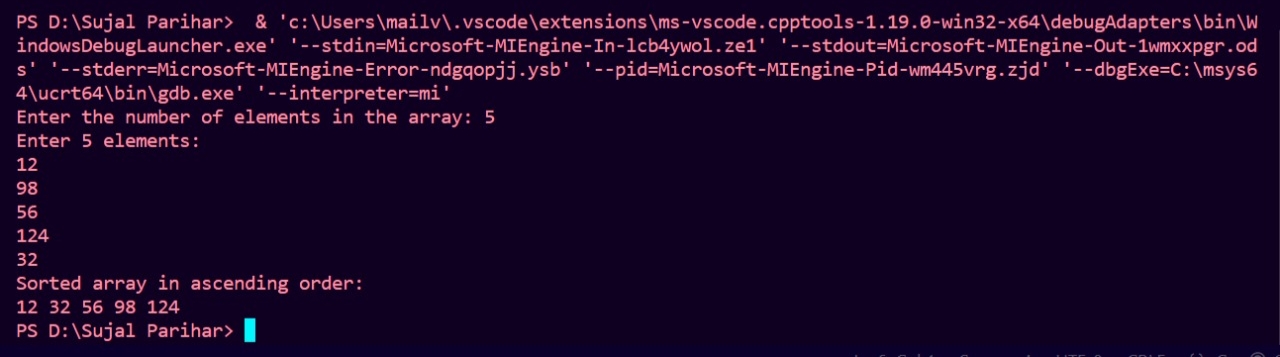 PS D:\Sujal Parihar>  & 'c:\Users\mailv\.vscode\extensions\ms-vscode.cpptools-1.19.0-win32-x64\debugAdapters\bin\W
indowsDebugLauncher.exe' '--stdin=Microsoft-MIEngine-In-lcb4ywol.ze1' '--stdout=Microsoft-MIEngine-Out-1wmxxpgr.od
s' '--stderr=Microsoft-MIEngine-Error-ndgqopjj.ysb' '--pid=Microsoft-MIEngine-Pid-wm445vrg.zjd' '--dbgExe=C:\msys6
4\ucrt64\bin\gdb.exe' '--interpreter=mi'
Enter the number of elements in the array: 5
Enter 5 elements:
12
98
56
124
32
Sorted array in ascending order:
12 32 56 98 124
PS D:\Sujal Parihar>